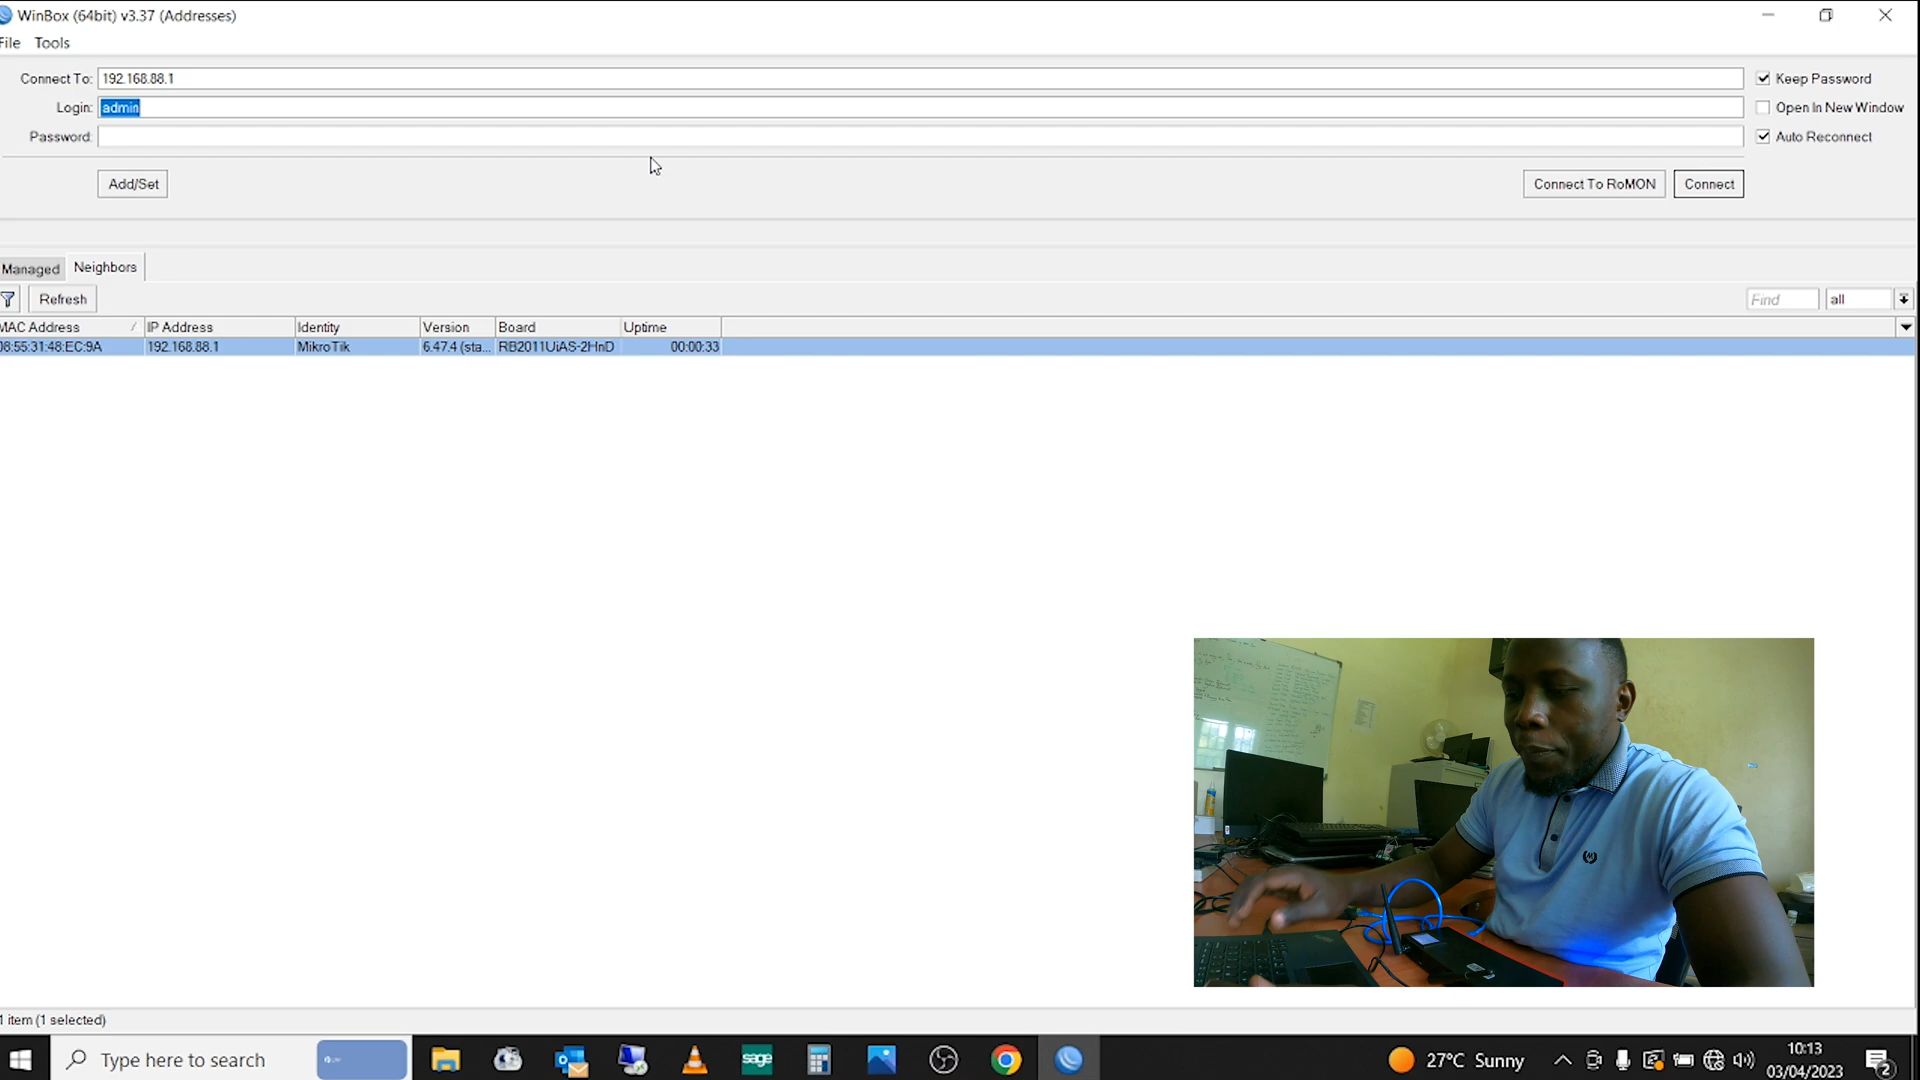 WinBox (64bit) v3.37 (Addresses)
File Tools
Connect To: 192.168.88.1
Keep Password
Login: admin
Open In New Window
Password:
Auto Reconnect
Add/Set
Connect To RoMON
Connect
Managed
Neighbors
Refresh
Find
all
MAC Address IP Address Identity Version Board Uptime
08:55:31:48:EC:9A 192.168.88.1 MikroTik 6.47.4 (sta... RB2011UiAS-2HnD 00:00:33
1 item (1 selected)
Type here to search
sage
27°C Sunny
10:13
03/04/2023
2